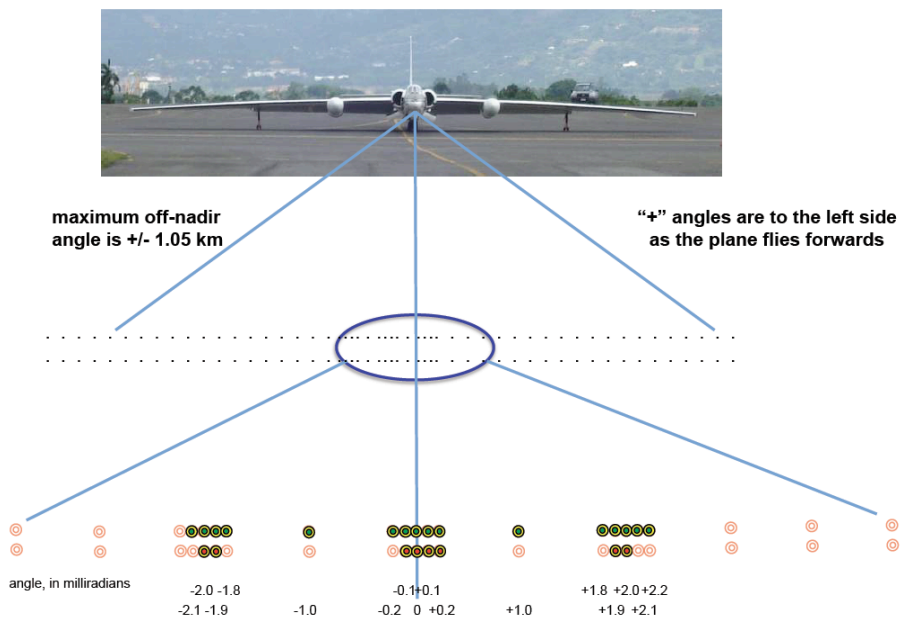 maximum off-nadir
angle is +/- 1.05 km
“+” angles are to the left side
as the plane flies forwards
angle, in milliradians
-2.0 -1.8 -0.1 +0.1 +1.8 +2.0 +2.2
-2.1 -1.9 -1.0 -0.2 0 +0.2 +1.0 +1.9 +2.1